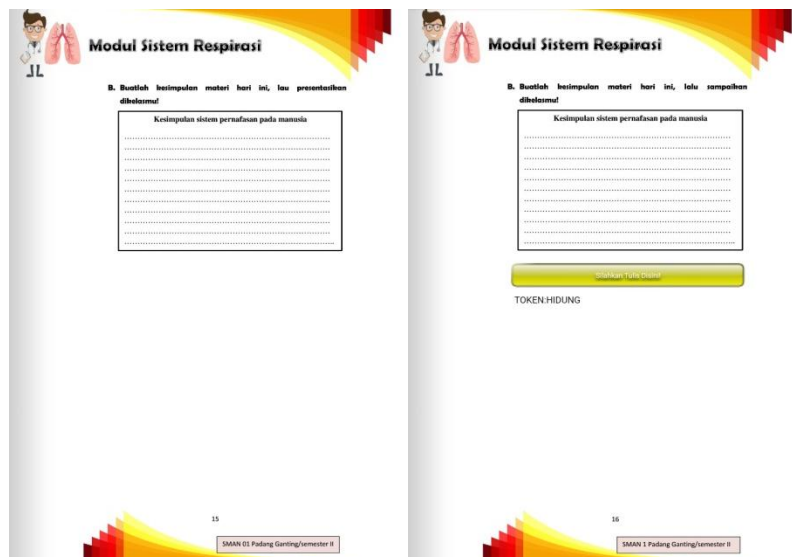 Modul Sistem Respirasi
B. Buatlah kesimpulan materi hari ini, lau presentasikan
dikelasmu!
Kesimpulan sistem pernafasan pada manusia
15
SMAN 01 Padang Ganting/semester II
Modul Sistem Respirasi
B. Buatlah kesimpulan materi hari ini, lalu sampaikan
dikelasmu!
Kesimpulan sistem pernafasan pada manusia
Silahkan Tulis Disini!
TOKEN:HIDUNG
16
SMAN 1 Padang Ganting/semester II